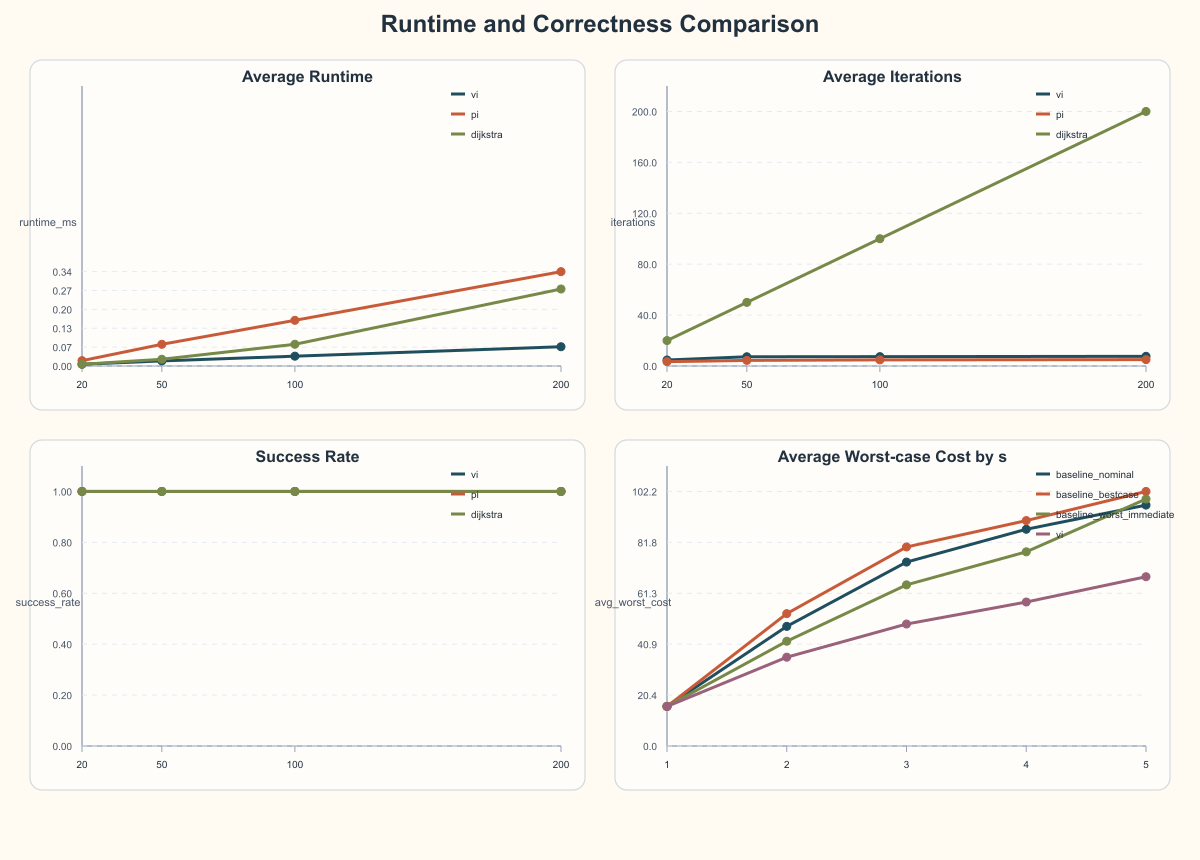 Runtime and Correctness Comparison
Average Runtime
vi
pi
dijkstra
runtime_ms
0.34
0.27
0.20
0.13
0.07
0.00
20 50 100 200
Average Iterations
vi
pi
dijkstra
200.0
160.0
120.0
iterations
80.0
40.0
0.0
20 50 100 200
Success Rate
vi
pi
dijkstra
1.00
0.80
0.60
success_rate
0.40
0.20
0.00
20 50 100 200
Average Worst-case Cost by s
baseline_nominal
baseline_bestcase
baseline_worst_immediate
vi
102.2
81.8
61.3
avg_worst_cost
40.9
20.4
0.0
1 2 3 4 5